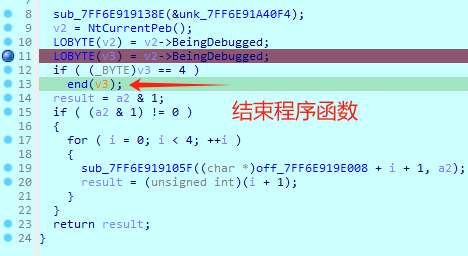 7
8 sub_7FF6E919138E(&unk_7FF6E91A40F4);
9 v2 = NtCurrentPeb();
10 LOBYTE(v2) = v2->BeingDebugged;
11 LOBYTE(v3) = v2->BeingDebugged;
12 if ( (_BYTE)v3 == 4 )
13 end(v3);
结束程序函数
14 result = a2 & 1;
15 if ( (a2 & 1) != 0 )
16 {
17 for ( i = 0; i < 4; ++i )
18 {
19 sub_7FF6E919105F((char *)off_7FF6E919E008 + i + 1, a2);
20 result = (unsigned int)(i + 1);
21 }
22 }
23 return result;
24 }